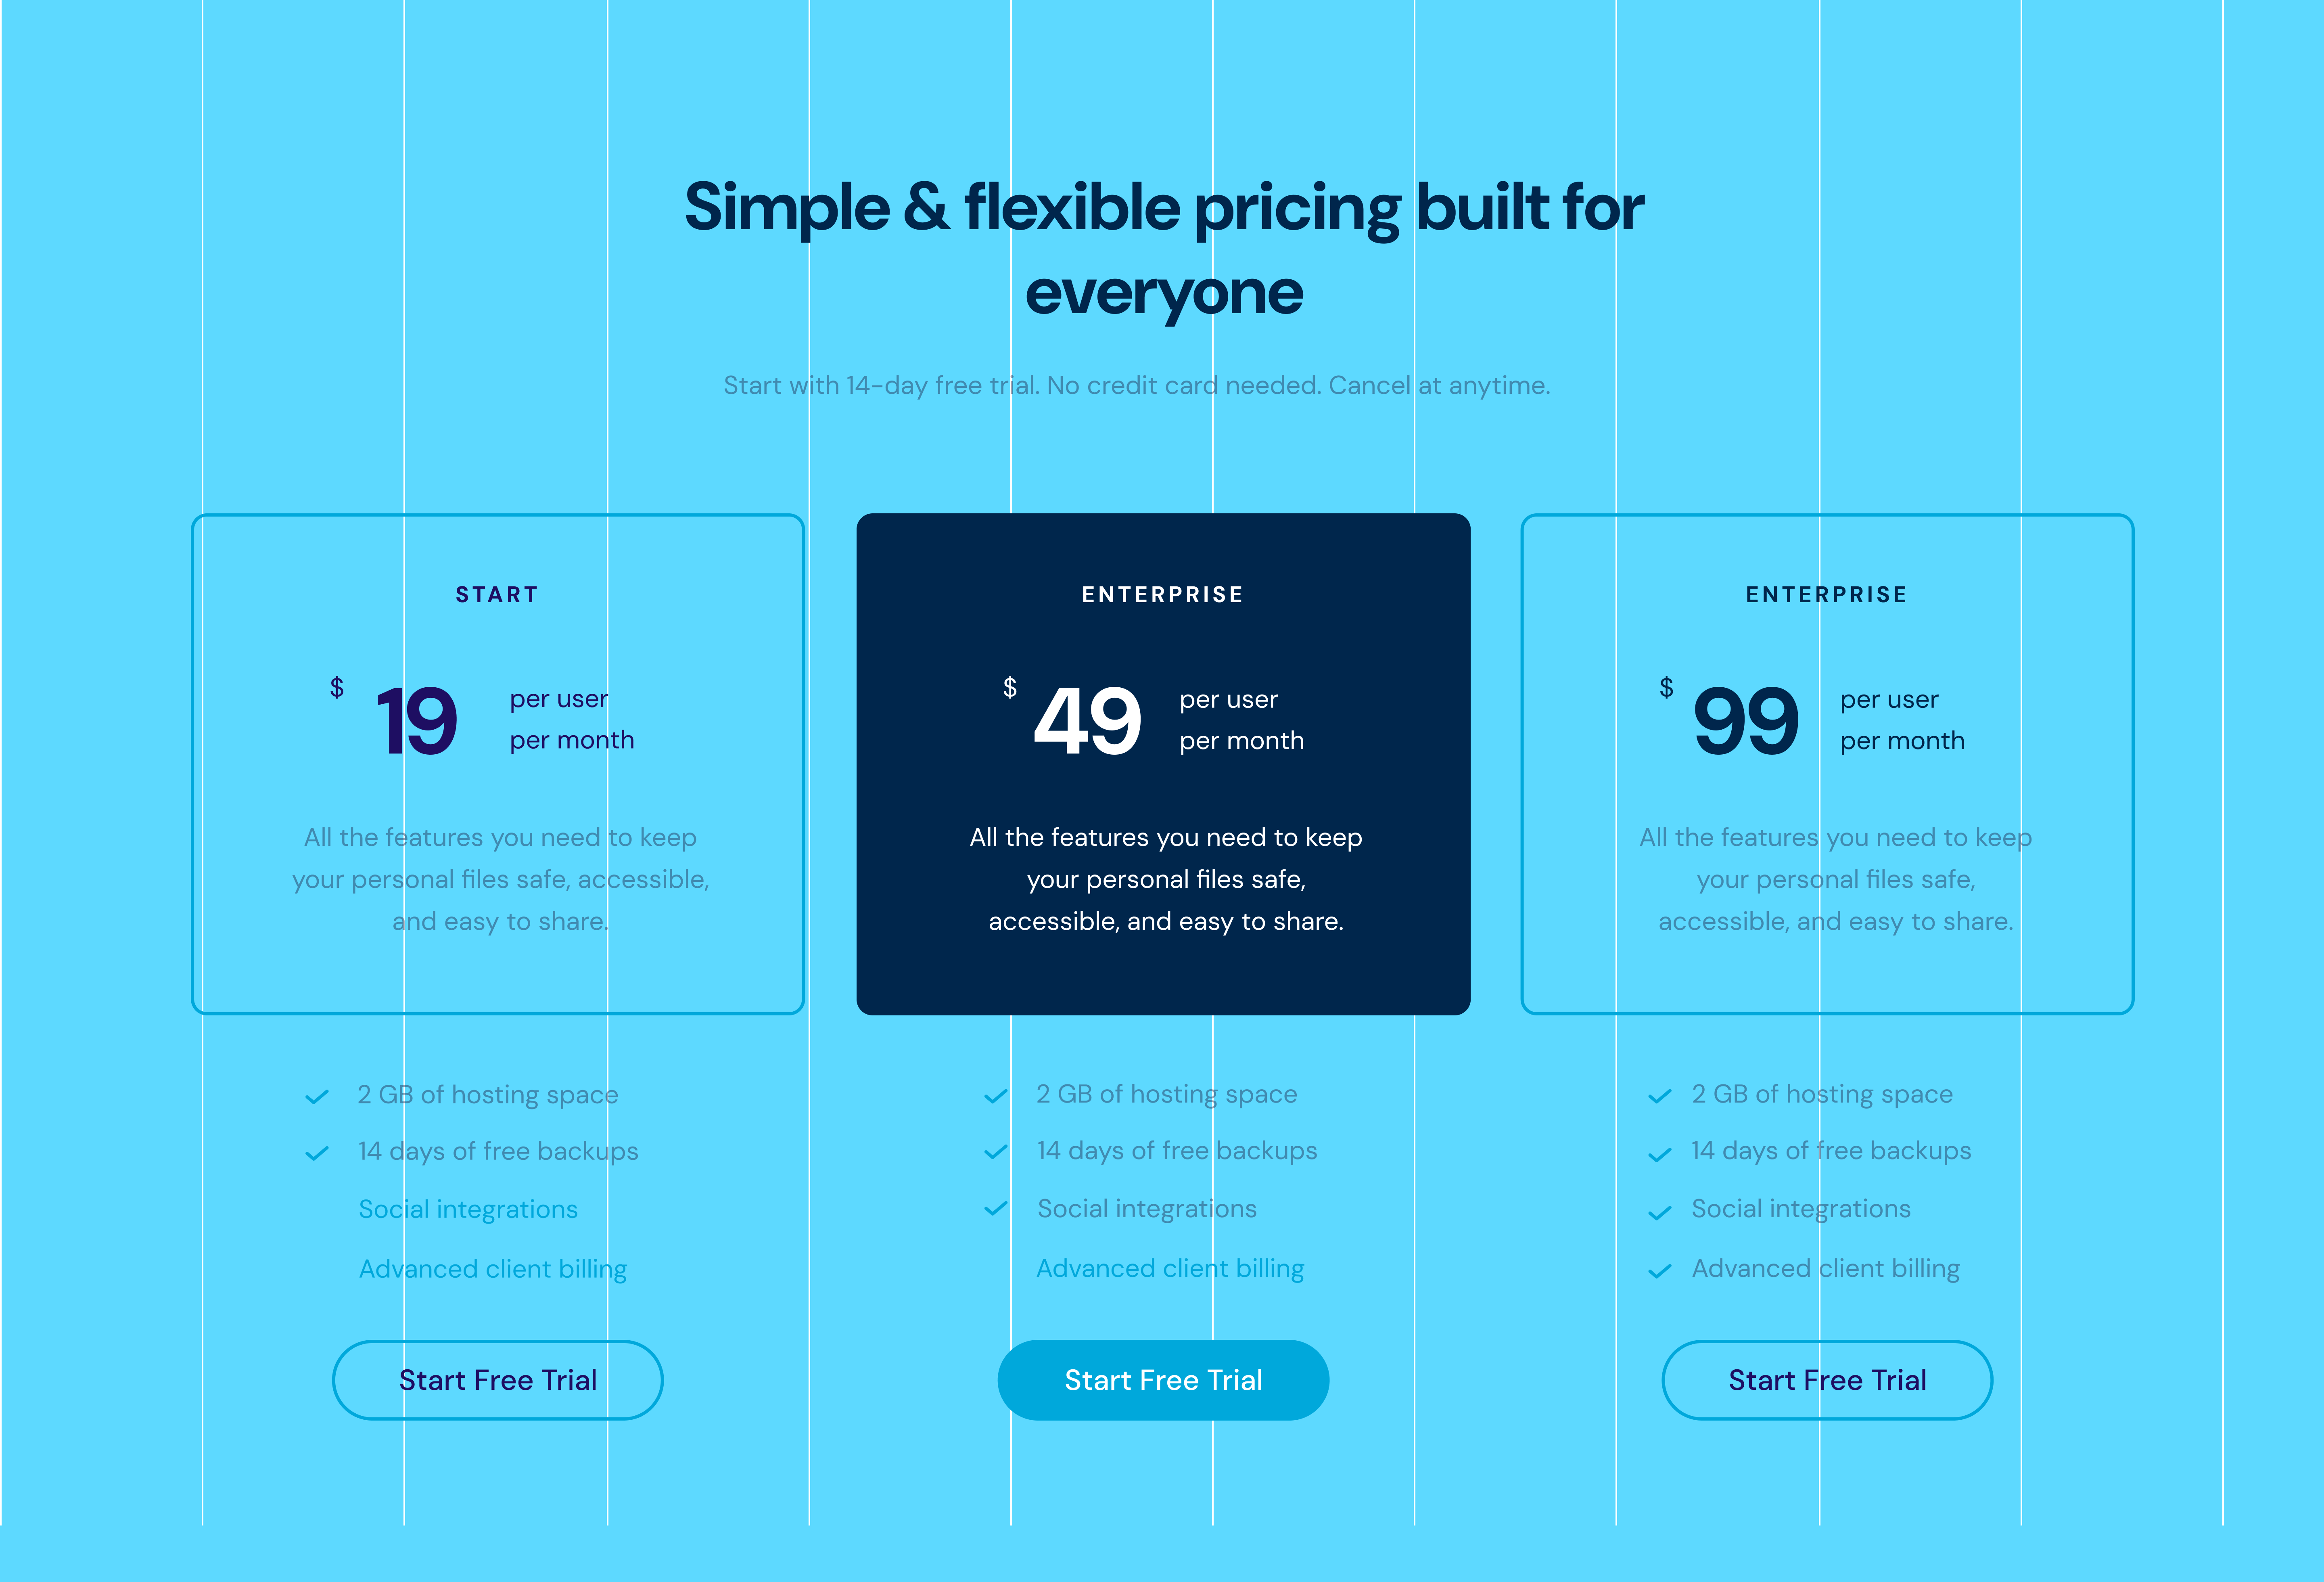 Simple & flexible pricing built for
everyone
Start with 14-day free trial. No credit card needed. Cancel at anytime.
START
$ 19 per user
per month
All the features you need to keep
your personal files safe, accessible,
and easy to share.
2 GB of hosting space
14 days of free backups
Social integrations
Advanced client billing
Start Free Trial
ENTERPRISE
$ 49 per user
per month
All the features you need to keep
your personal files safe,
accessible, and easy to share.
2 GB of hosting space
14 days of free backups
Social integrations
Advanced client billing
Start Free Trial
ENTERPRISE
$ 99 per user
per month
All the features you need to keep
your personal files safe,
accessible, and easy to share.
2 GB of hosting space
14 days of free backups
Social integrations
Advanced client billing
Start Free Trial